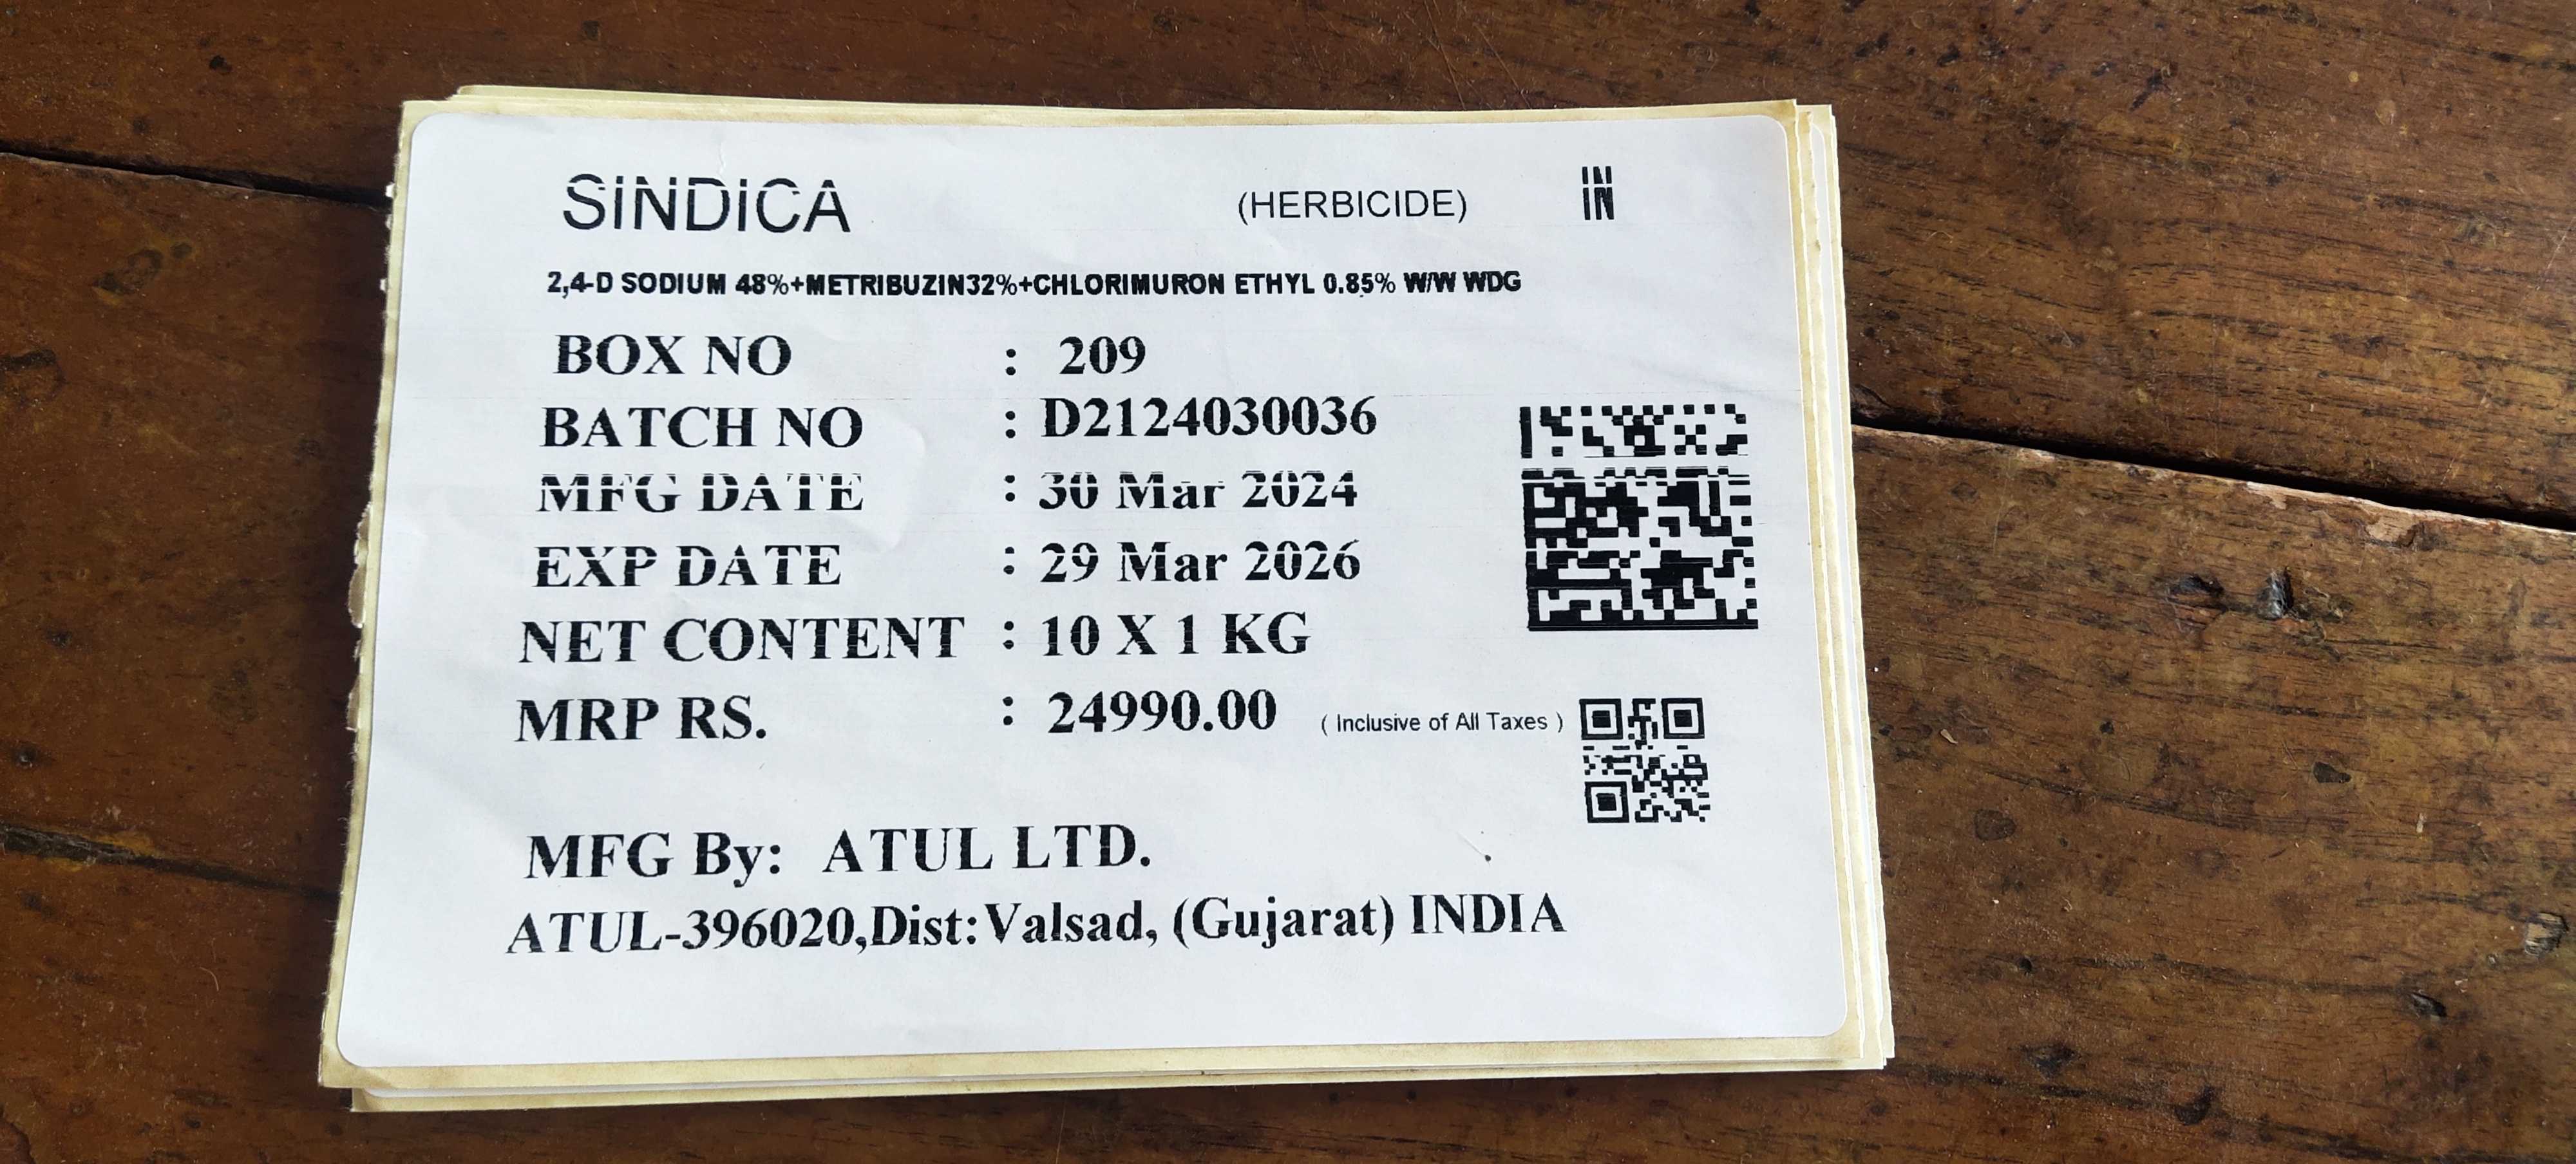 SiNDiCA (HERBICIDE) IN
2,4-D SODIUM 48%+METRIBUZIN32%+CHLORIMURON ETHYL 0.85% W/W WDG
BOX NO : 209
BATCH NO : D2124030036
MFG DATE : 30 Mar 2024
EXP DATE : 29 Mar 2026
NET CONTENT : 10 X 1 KG
MRP RS. : 24990.00 ( Inclusive of All Taxes )
MFG By: ATUL LTD.
ATUL-396020,Dist:Valsad, (Gujarat) INDIA